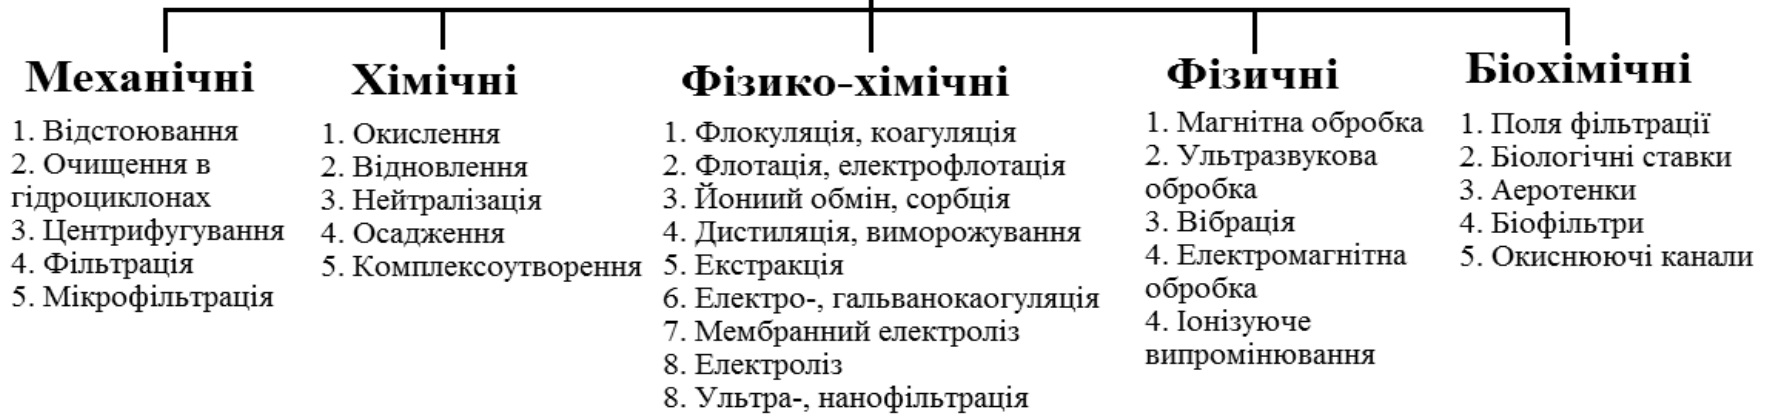 Механічні
1. Відстоювання
2. Очищення в
гідроциклонах
3. Центрифугування
4. Фільтрація
5. Мікрофільтрація
Хімічні
1. Окислення
2. Відновлення
3. Нейтралізація
4. Осадження
5. Комплексоутворення
Фізико-хімічні
1. Флокуляція, коагуляція
2. Флотація, електрофлотація
3. Йониий обмін, сорбція
4. Дистиляція, виморожування
5. Екстракція
6. Електро-, гальванокаогуляція
7. Мембранний електроліз
8. Електроліз
8. Ультра-, нанофільтрація
Фізичні
1. Магнітна обробка
2. Ультразвукова
обробка
3. Вібрація
4. Електромагнітна
обробка
4. Іонізуюче
випромінювання
Біохімічні
1. Поля фільтрації
2. Біологічні ставки
3. Аеротенки
4. Біофільтри
5. Окиснюючі канали